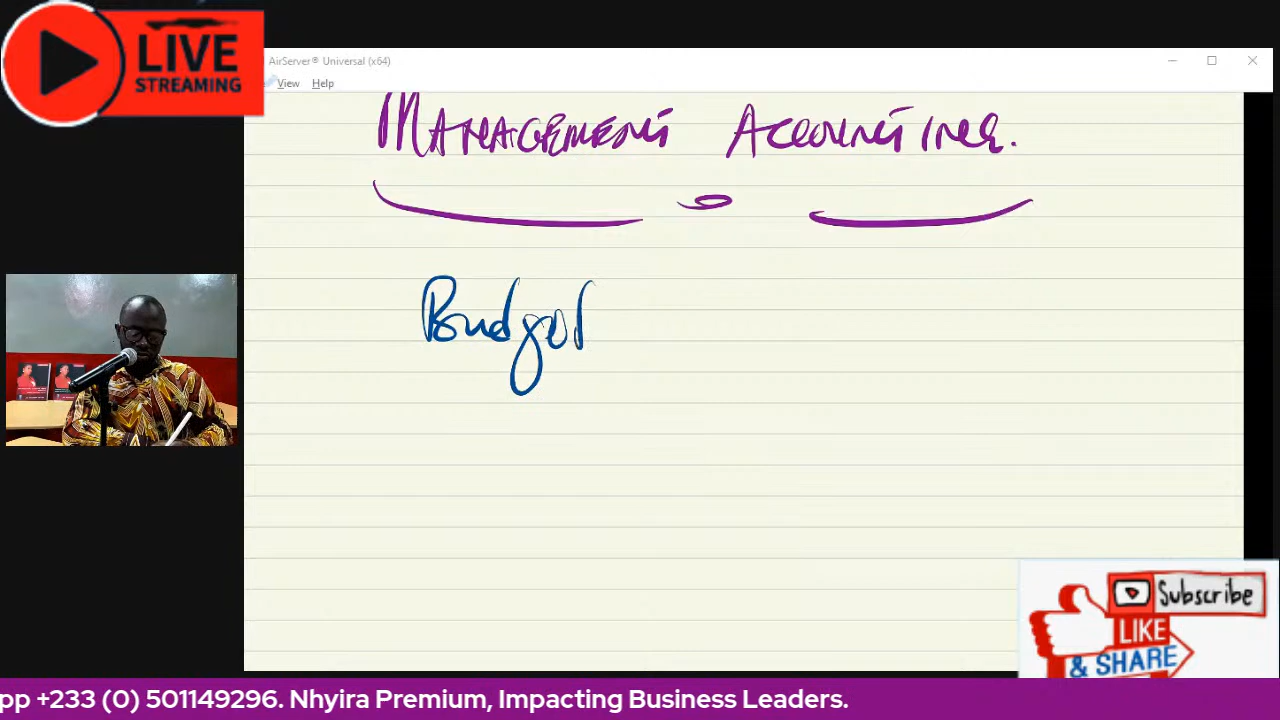 LIVE
STREAMING
AirServer® Universal (x64)
View Help
MANAGEMENT ACCOUNTING.
Budget
Subscribe
LIKE
& SHARE
pp +233 (0) 501149296. Nhyira Premium, Impacting Business Leaders.